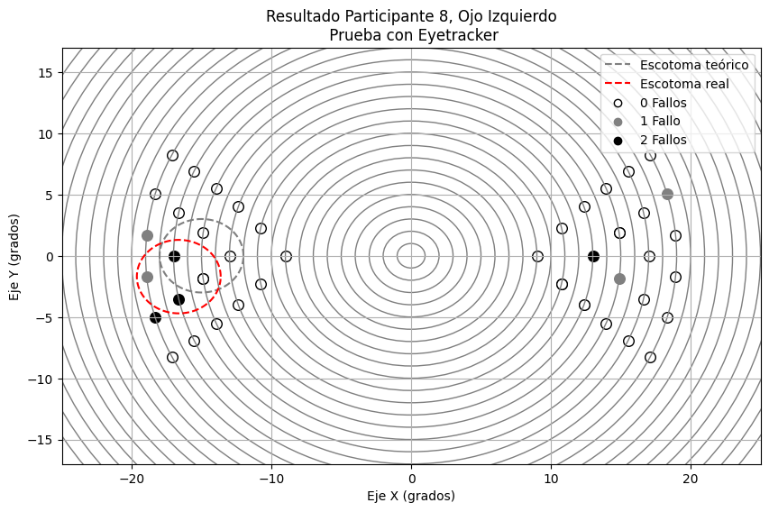 Resultado Participante 8, Ojo Izquierdo
Prueba con Eyetracker
Escotoma teórico
Escotoma real
0 Fallos
1 Fallo
2 Fallos
15
10
5
0
−5
−10
−15
Eje Y (grados)
−20
−10
0
10
20
Eje X (grados)